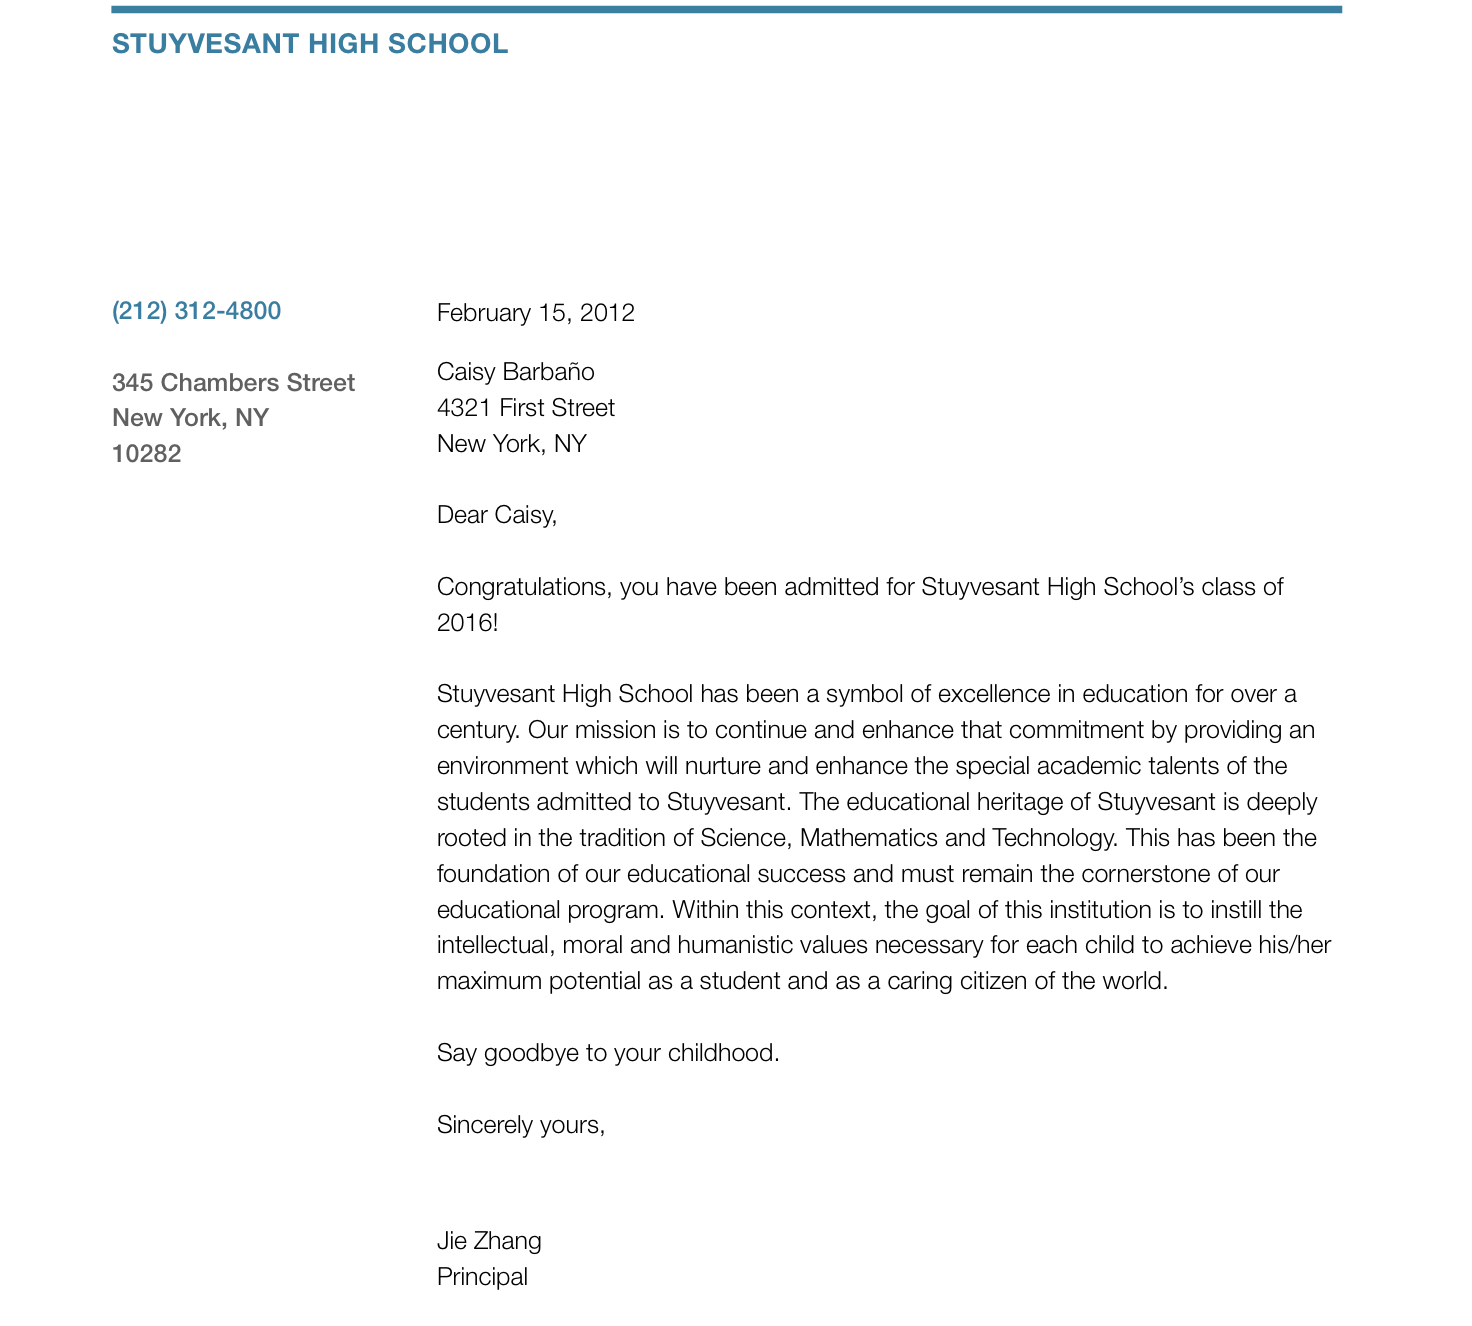 STUYVESANT HIGH SCHOOL
(212) 312-4800
345 Chambers Street
New York, NY
10282
February 15, 2012
Caisy Barbaño
4321 First Street
New York, NY
Dear Caisy,
Congratulations, you have been admitted for Stuyvesant High School’s class of
2016!
Stuyvesant High School has been a symbol of excellence in education for over a
century. Our mission is to continue and enhance that commitment by providing an
environment which will nurture and enhance the special academic talents of the
students admitted to Stuyvesant. The educational heritage of Stuyvesant is deeply
rooted in the tradition of Science, Mathematics and Technology. This has been the
foundation of our educational success and must remain the cornerstone of our
educational program. Within this context, the goal of this institution is to instill the
intellectual, moral and humanistic values necessary for each child to achieve his/her
maximum potential as a student and as a caring citizen of the world.
Say goodbye to your childhood.
Sincerely yours,
Jie Zhang
Principal